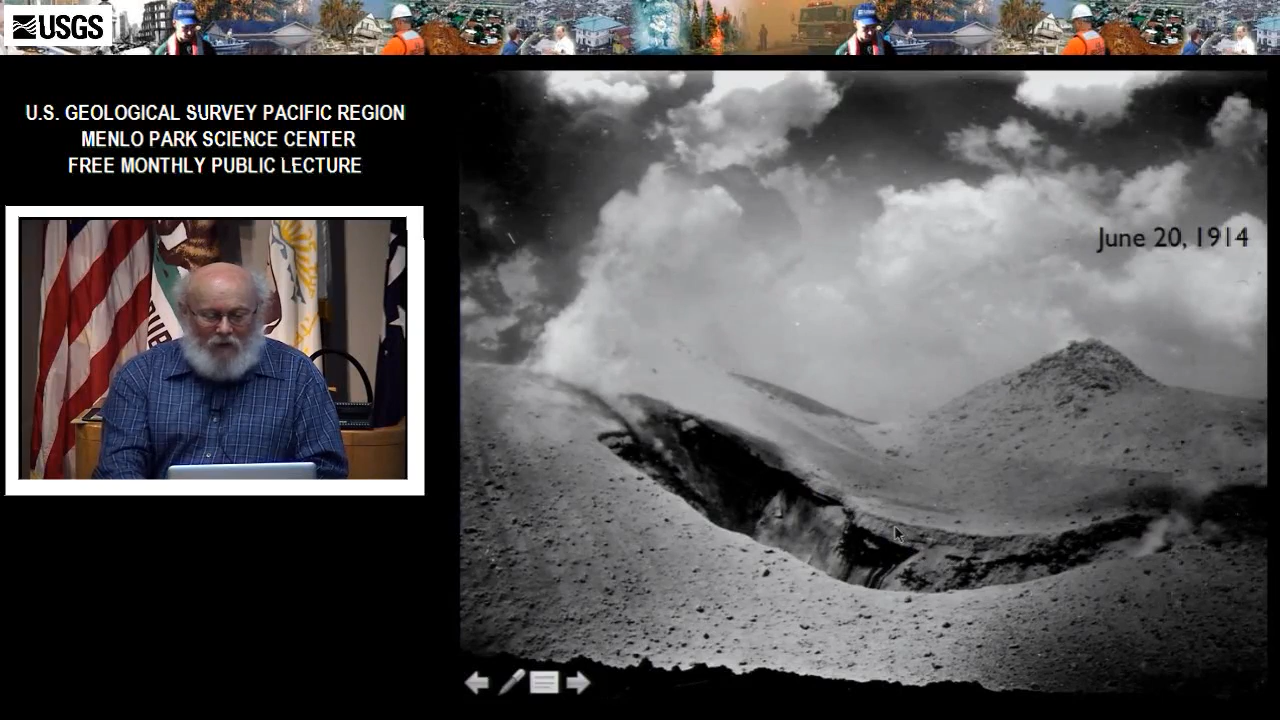 USGS
U.S. GEOLOGICAL SURVEY PACIFIC REGION
MENLO PARK SCIENCE CENTER
FREE MONTHLY PUBLIC LECTURE
June 20, 1914